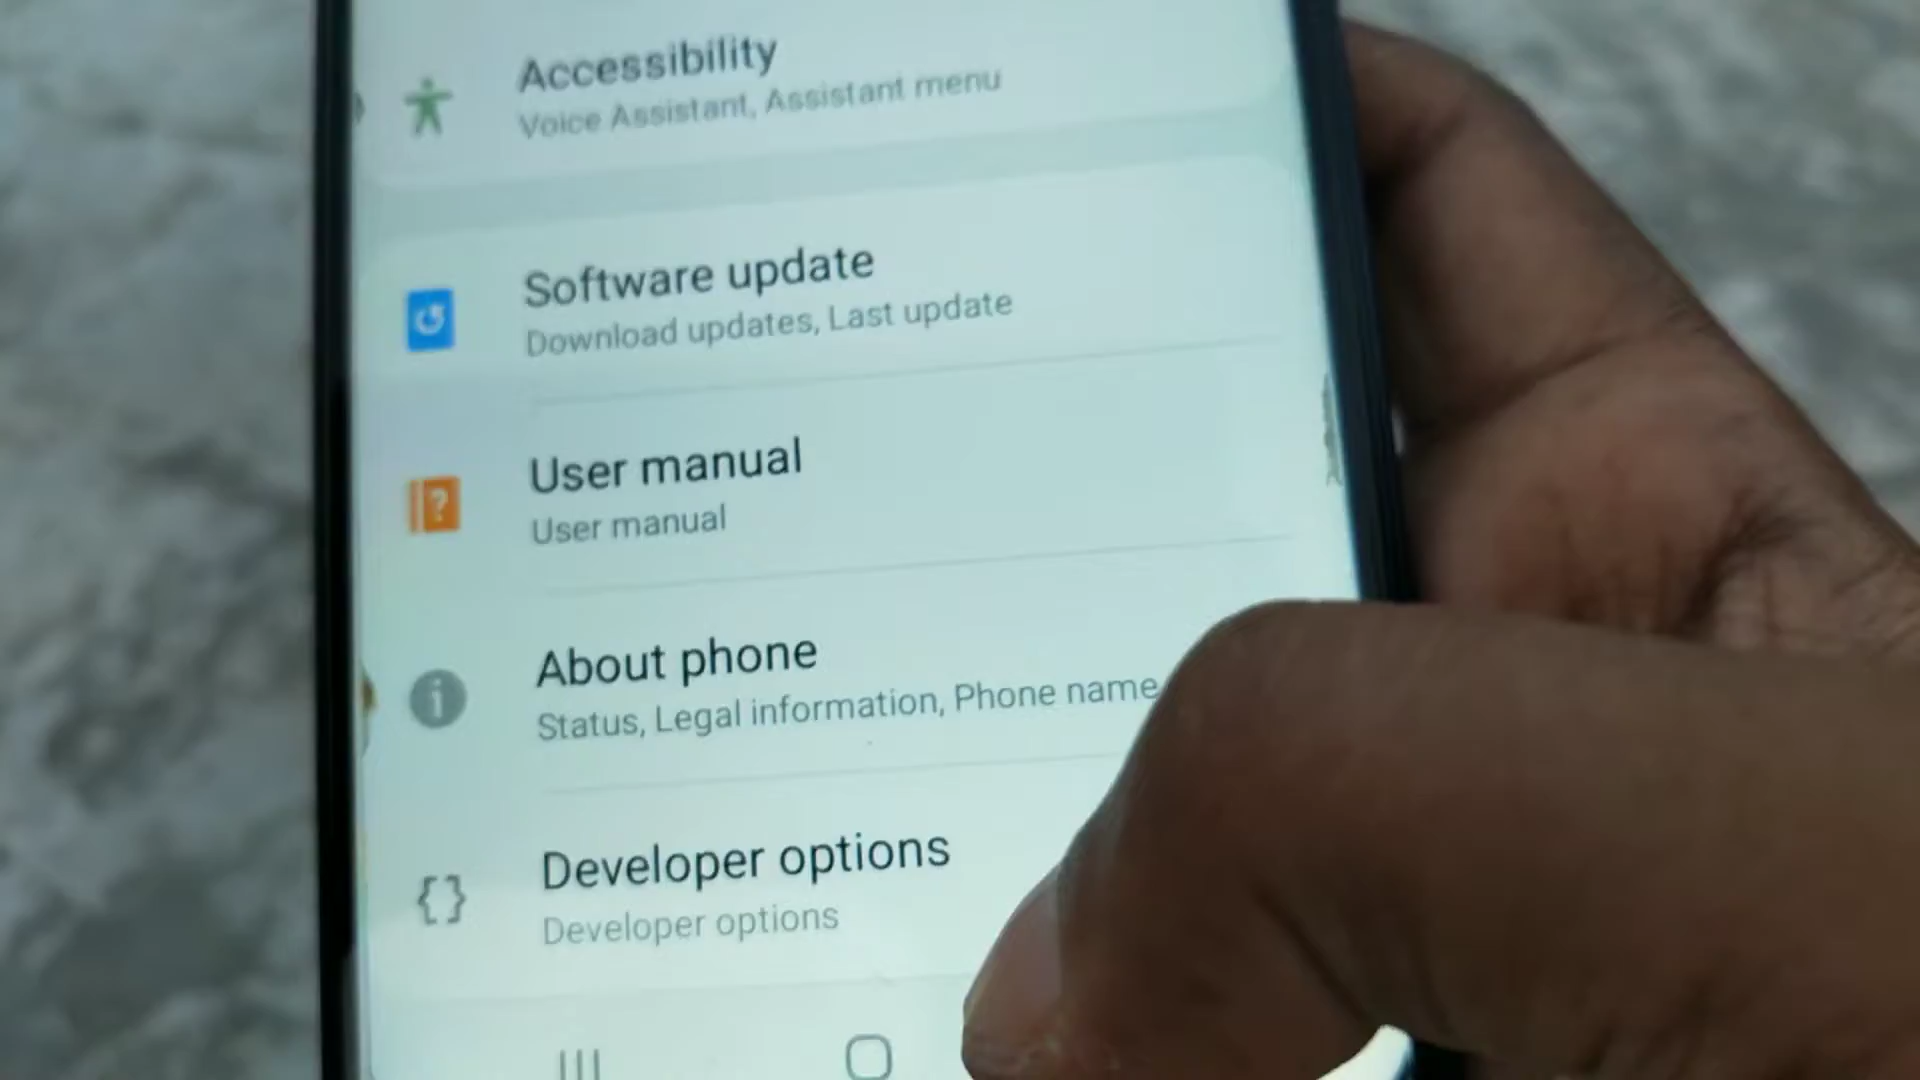 Accessibility
Voice Assistant, Assistant menu
Software update
Download updates, Last update
User manual
User manual
About phone
Status, Legal information, Phone name
Developer options
Developer options